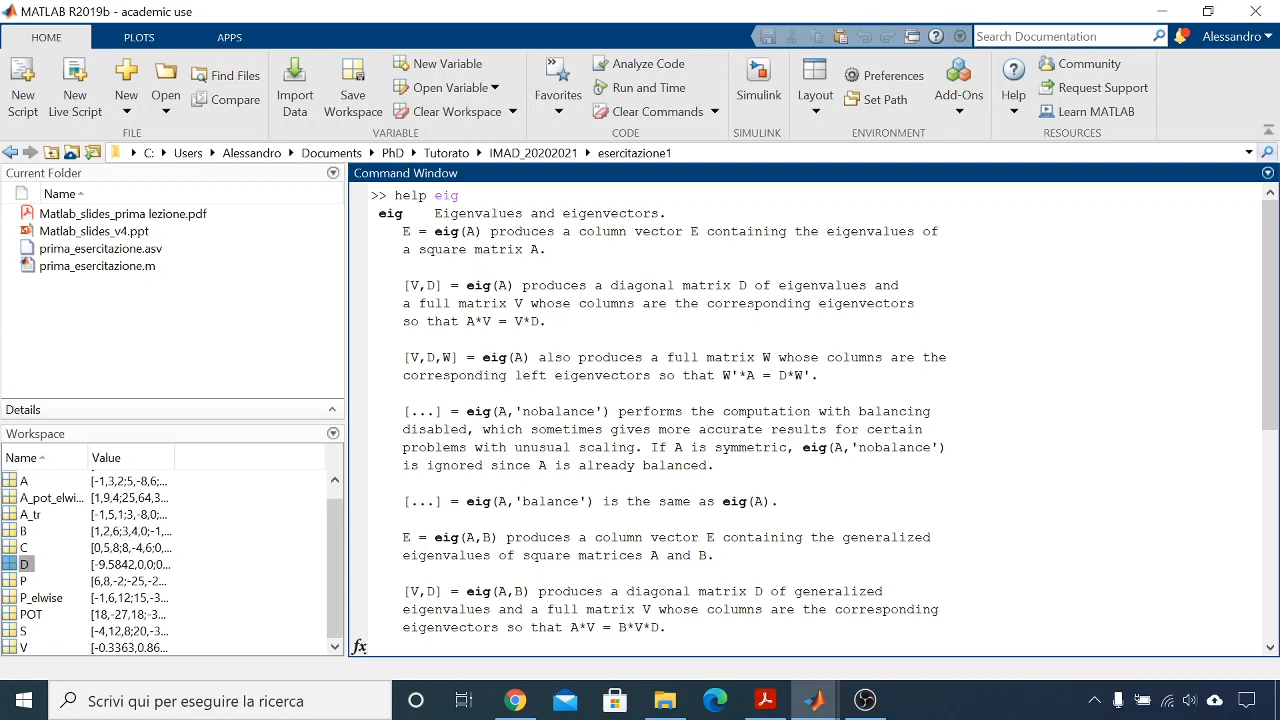 MATLAB R2019b - academic use
HOME PLOTS APPS
Search Documentation
Alessandro
New Script
New Live Script
New
Open
Find Files
Compare
FILE
Import Data
Save Workspace
New Variable
Open Variable
Clear Workspace
VARIABLE
Favorites
Analyze Code
Run and Time
Clear Commands
CODE
Simulink
SIMULINK
Layout
Preferences
Set Path
Add-Ons
ENVIRONMENT
Help
Community
Request Support
Learn MATLAB
RESOURCES
C: Users Alessandro Documents PhD Tutorato IMAD_20202021 esercitazione1
Current Folder
Name
Matlab_slides_prima lezione.pdf
Matlab_slides_v4.ppt
prima_esercitazione.asv
prima_esercitazione.m
Details
Workspace
Name Value
A [-1,3,2;5,-8,6;...
A_pot_elwi... [1,9,4;25,64,3...
A_tr [-1,5,1;3,-8,0;...
B [1,2,6;3,4,0;-1,...
C [0,5,8;8,-4,6;0,...
D [-9.5842,0,0;0...
P [6,8,-2;-25,-2...
P_elwise [-1,6,12;15,-3...
POT [18,-27,18;-3...
S [-4,12,8;20,-3...
V [-0.3363,0.86...
Command Window
>> help eig
eig Eigenvalues and eigenvectors.
E = eig(A) produces a column vector E containing the eigenvalues of
a square matrix A.
[V,D] = eig(A) produces a diagonal matrix D of eigenvalues and
a full matrix V whose columns are the corresponding eigenvectors
so that A*V = V*D.
[V,D,W] = eig(A) also produces a full matrix W whose columns are the
corresponding left eigenvectors so that W'*A = D*W'.
[...] = eig(A,'nobalance') performs the computation with balancing
disabled, which sometimes gives more accurate results for certain
problems with unusual scaling. If A is symmetric, eig(A,'nobalance')
is ignored since A is already balanced.
[...] = eig(A,'balance') is the same as eig(A).
E = eig(A,B) produces a column vector E containing the generalized
eigenvalues of square matrices A and B.
[V,D] = eig(A,B) produces a diagonal matrix D of generalized
eigenvalues and a full matrix V whose columns are the corresponding
eigenvectors so that A*V = B*V*D.
fx
Scrivi qui per eseguire la ricerca